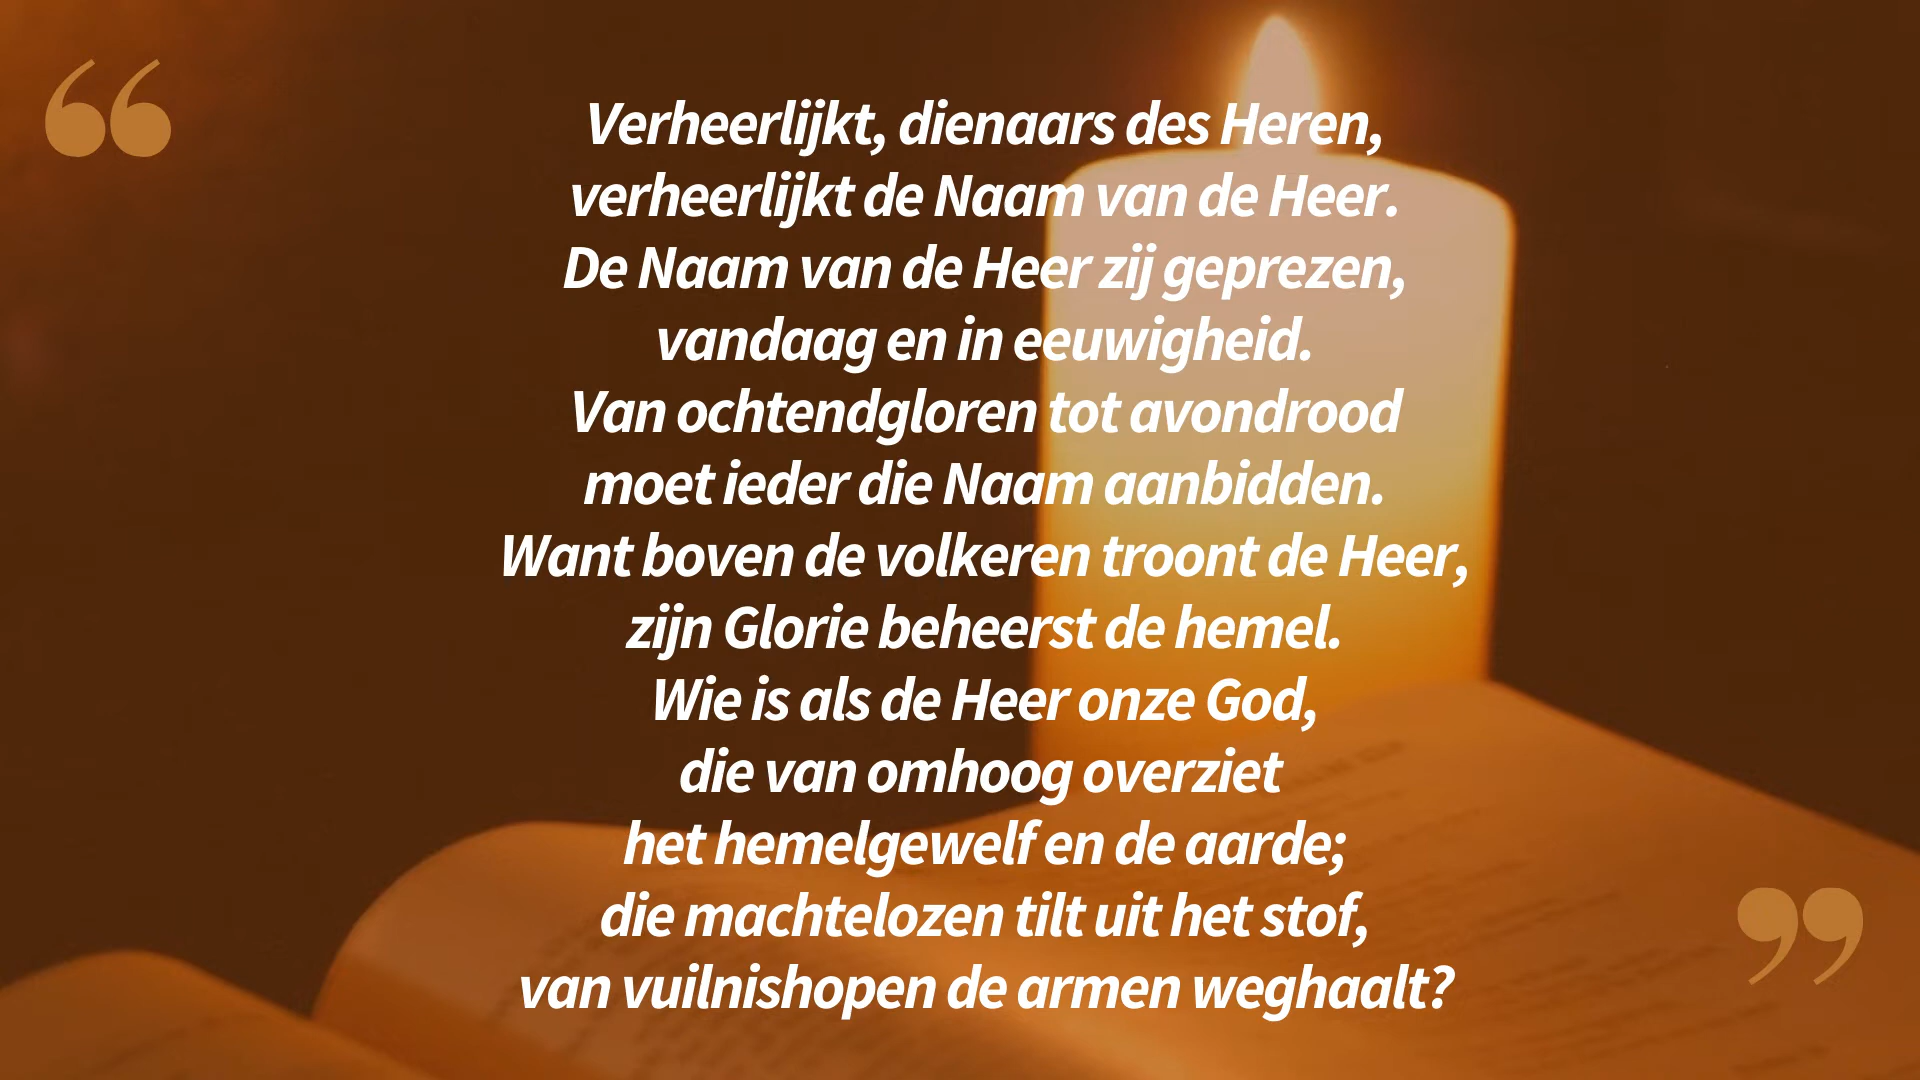 “
Verheerlijkt, dienaars des Heren,
verheerlijkt de Naam van de Heer.
De Naam van de Heer zij geprezen,
vandaag en in eeuwigheid.
Van ochtendgloren tot avondrood
moet ieder die Naam aanbidden.
Want boven de volkeren troont de Heer,
zijn Glorie beheerst de hemel.
Wie is als de Heer onze God,
die van omhoog overziet
het hemelgewelf en de aarde;
die machtelozen tilt uit het stof,
van vuilnishopen de armen weghaalt?
”